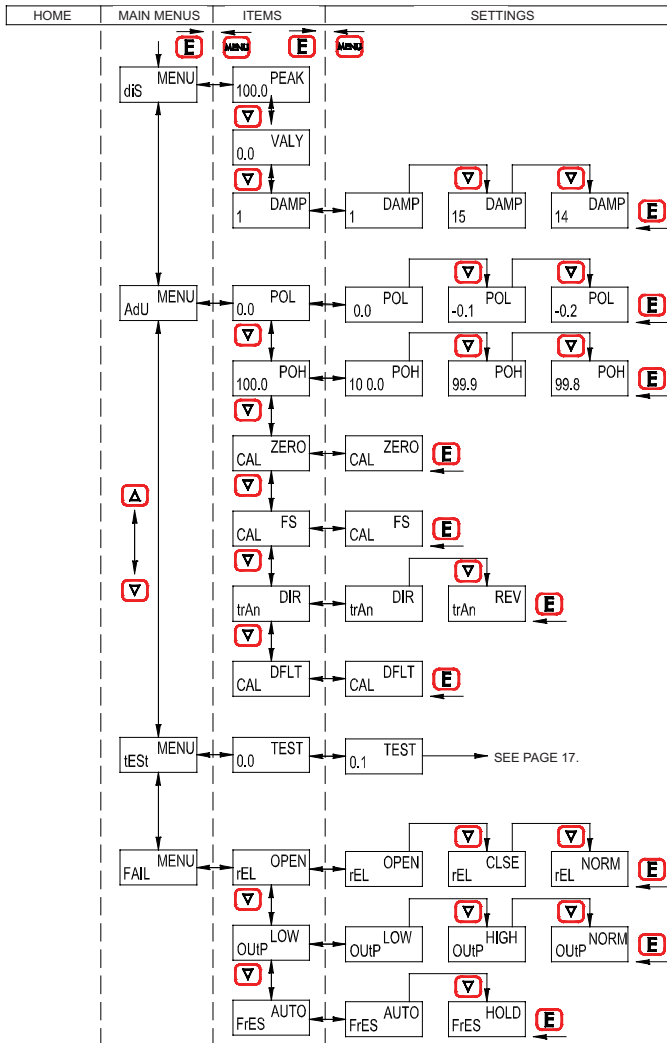 HOME MAIN MENUS ITEMS SETTINGS
E MENU E MENU
MENU
diS
PEAK
100.0
VALY
0.0
DAMP
1
DAMP
1
DAMP
15
DAMP
14
E
MENU
AdU
POL
0.0
POL
0.0
POL
-0.1
POL
-0.2
E
POH
100.0
POH
10 0.0
POH
99.9
POH
99.8
E
ZERO
CAL
ZERO
CAL
E
FS
CAL
FS
CAL
E
DIR
trAn
DIR
trAn
REV
trAn
E
DFLT
CAL
DFLT
CAL
E
MENU
tESt
TEST
0.0
TEST
0.1
SEE PAGE 17.
MENU
FAIL
OPEN
rEL
OPEN
rEL
CLSE
rEL
NORM
rEL
E
LOW
OUtP
LOW
OUtP
HIGH
OUtP
NORM
OUtP
E
AUTO
FrES
AUTO
FrES
HOLD
FrES
E